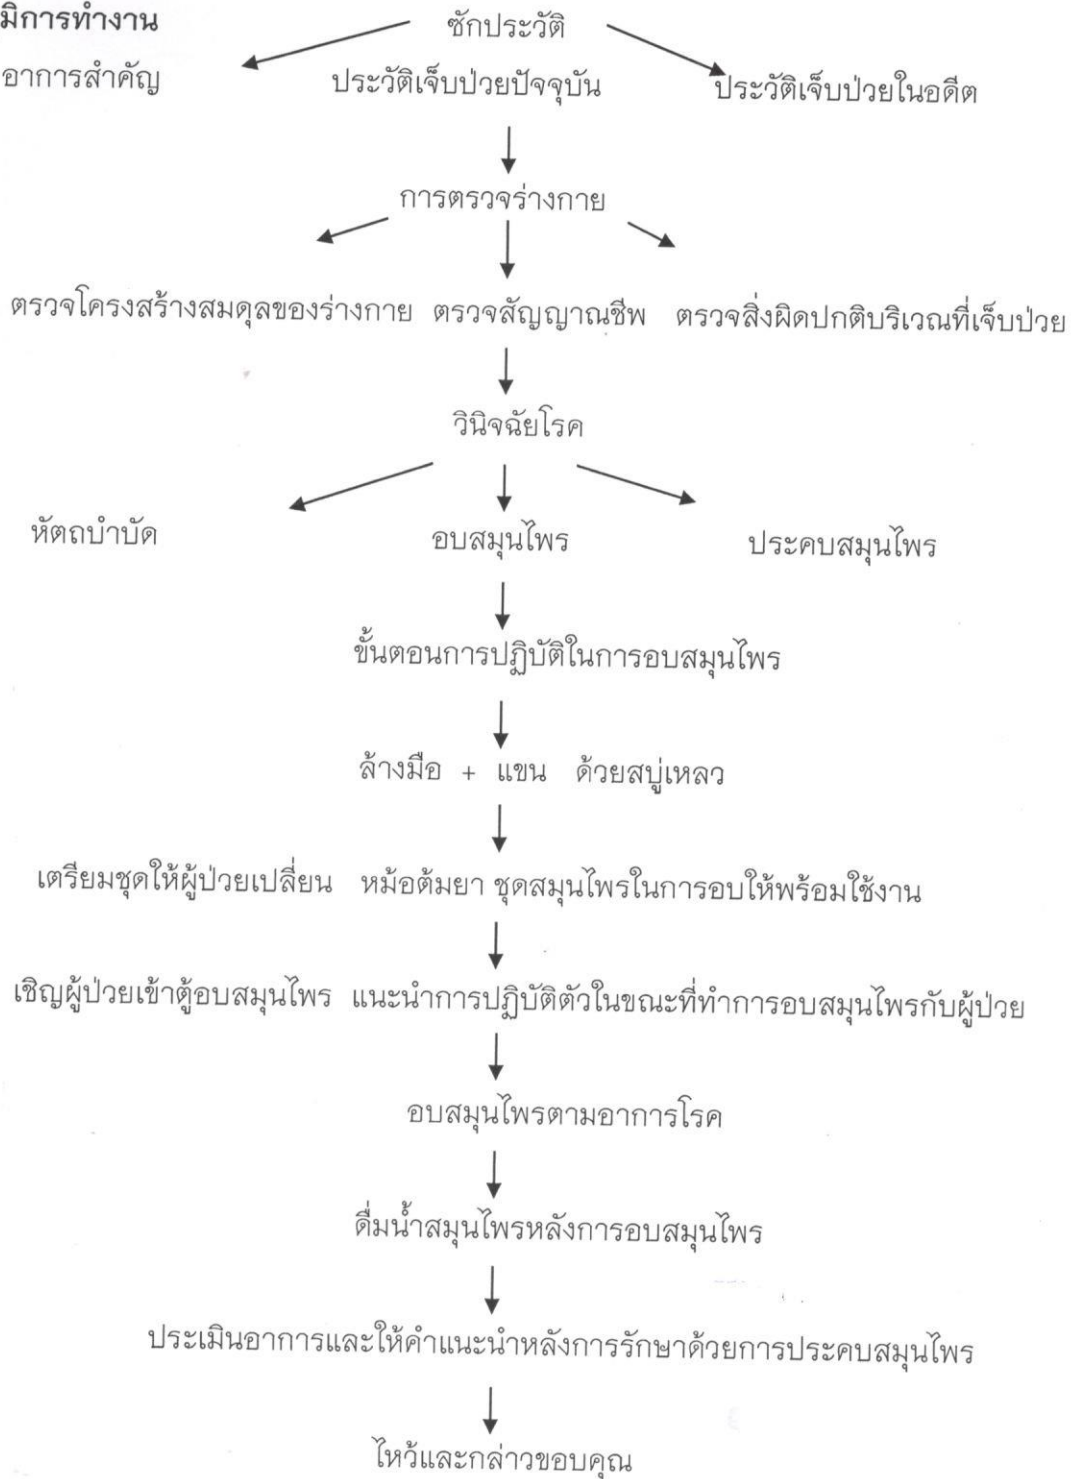 มิการทำงาน
ซักประวัติ
อาการสำคัญ ประวัติเจ็บป่วยปัจจุบัน ประวัติเจ็บป่วยในอดีต
การตรวจร่างกาย
ตรวจโครงสร้างสมดุลของร่างกาย ตรวจสัญญาณชีพ ตรวจสิ่งผิดปกติบริเวณที่เจ็บป่วย
วินิจฉัยโรค
หัตถบำบัด อบสมุนไพร ประคบสมุนไพร
ขั้นตอนการปฏิบัติในการอบสมุนไพร
ล้างมือ + แขน ด้วยสบู่เหลว
เตรียมชุดให้ผู้ป่วยเปลี่ยน หม้อต้มยา ชุดสมุนไพรในการอบให้พร้อมใช้งาน
เชิญผู้ป่วยเข้าตู้อบสมุนไพร แนะนำการปฏิบัติตัวในขณะที่ทำการอบสมุนไพรกับผู้ป่วย
อบสมุนไพรตามอาการโรค
ดื่มน้ำสมุนไพรหลังการอบสมุนไพร
ประเมินอาการและให้คำแนะนำหลังการรักษาด้วยการประคบสมุนไพร
ไหว้และกล่าวขอบคุณ